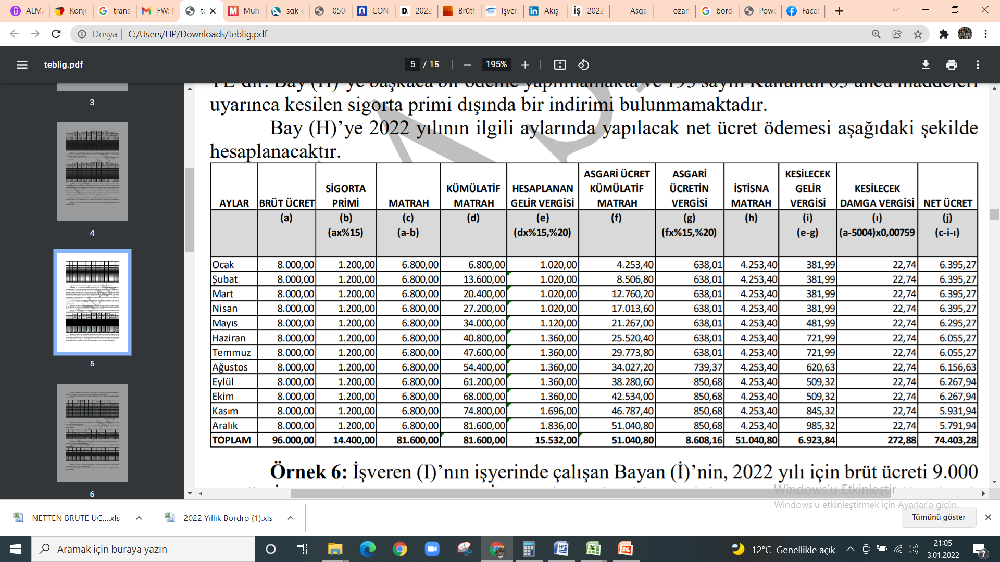 ALM
Konju
trans
FW: N
te
Muh
sgk-g
-050
CON
2022
Brütt
İşver
Akış
2022
Asga
ozan
bord
Powe
Facel
Dosya | C:/Users/HP/Downloads/teblig.pdf
teblig.pdf
5 / 15
195%
3
4
5
6
uyarınca kesilen sigorta primi dışında bir indirimi bulunmamaktadır.
Bay (H)’ye 2022 yılının ilgili aylarında yapılacak net ücret ödemesi aşağıdaki şekilde
hesaplanacaktır.
AYLAR BRÜT ÜCRET SİGORTA PRİMİ MATRAH KÜMÜLATİF MATRAH HESAPLANAN GELİR VERGİSİ ASGARİ ÜCRET KÜMÜLATİF MATRAH ASGARİ ÜCRETİN VERGİSİ İSTİSNA MATRAH KESİLECEK GELİR VERGİSİ KESİLECEK DAMGA VERGİSİ NET ÜCRET
(a) (b) (c) (d) (e) (f) (g) (h) (i) (ı) (j)
(ax%15) (a-b) (dx%15,%20) (fx%15,%20) (e-g) (a-5004)x0,00759 (c-i-ı)
Ocak 8.000,00 1.200,00 6.800,00 6.800,00 1.020,00 4.253,40 638,01 4.253,40 381,99 22,74 6.395,27
Şubat 8.000,00 1.200,00 6.800,00 13.600,00 1.020,00 8.506,80 638,01 4.253,40 381,99 22,74 6.395,27
Mart 8.000,00 1.200,00 6.800,00 20.400,00 1.020,00 12.760,20 638,01 4.253,40 381,99 22,74 6.395,27
Nisan 8.000,00 1.200,00 6.800,00 27.200,00 1.020,00 17.013,60 638,01 4.253,40 381,99 22,74 6.395,27
Mayıs 8.000,00 1.200,00 6.800,00 34.000,00 1.120,00 21.267,00 638,01 4.253,40 481,99 22,74 6.295,27
Haziran 8.000,00 1.200,00 6.800,00 40.800,00 1.360,00 25.520,40 638,01 4.253,40 721,99 22,74 6.055,27
Temmuz 8.000,00 1.200,00 6.800,00 47.600,00 1.360,00 29.773,80 638,01 4.253,40 721,99 22,74 6.055,27
Ağustos 8.000,00 1.200,00 6.800,00 54.400,00 1.360,00 34.027,20 739,37 4.253,40 620,63 22,74 6.156,63
Eylül 8.000,00 1.200,00 6.800,00 61.200,00 1.360,00 38.280,60 850,68 4.253,40 509,32 22,74 6.267,94
Ekim 8.000,00 1.200,00 6.800,00 68.000,00 1.360,00 42.534,00 850,68 4.253,40 509,32 22,74 6.267,94
Kasım 8.000,00 1.200,00 6.800,00 74.800,00 1.696,00 46.787,40 850,68 4.253,40 845,32 22,74 5.931,94
Aralık 8.000,00 1.200,00 6.800,00 81.600,00 1.836,00 51.040,80 850,68 4.253,40 985,32 22,74 5.791,94
TOPLAM 96.000,00 14.400,00 81.600,00 81.600,00 15.532,00 51.040,80 8.608,16 51.040,80 6.923,84 272,88 74.403,28
Örnek 6: İşveren (I)’nın işyerinde çalışan Bayan (İ)’nin, 2022 yılı için brüt ücreti 9.000
Windows'u Etkinleştir
Windows'u etkinleştirmek için Ayarlar'a gidin.
NETTEN BRUTE UC....xls
2022 Yıllık Bordro (1).xls
Tümünü göster
Aramak için buraya yazın
12°C Genellikle açık
21:05
3.01.2022
7